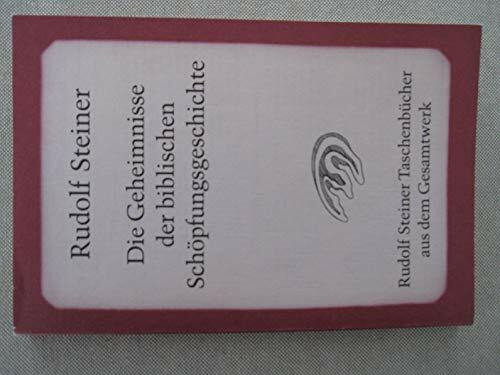 Rudolf Steiner
Die Geheimnisse
der biblischen
Schöpfungsgeschichte
Rudolf Steiner Taschenbücher
aus dem Gesamtwerk